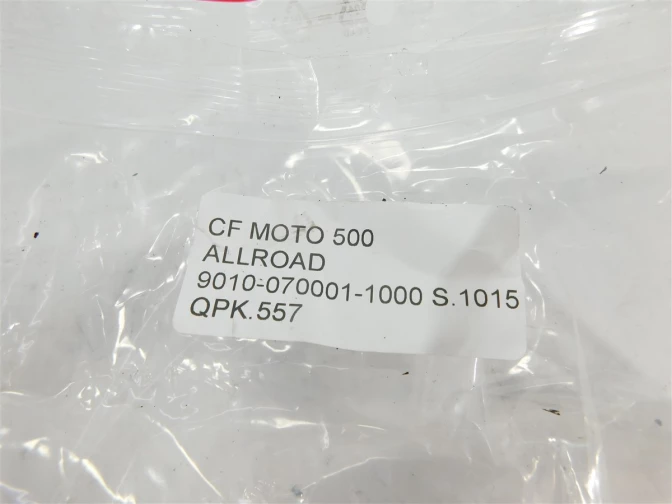 CF MOTO 500
ALLROAD
9010-070001-1000 S.1015
QPK.557